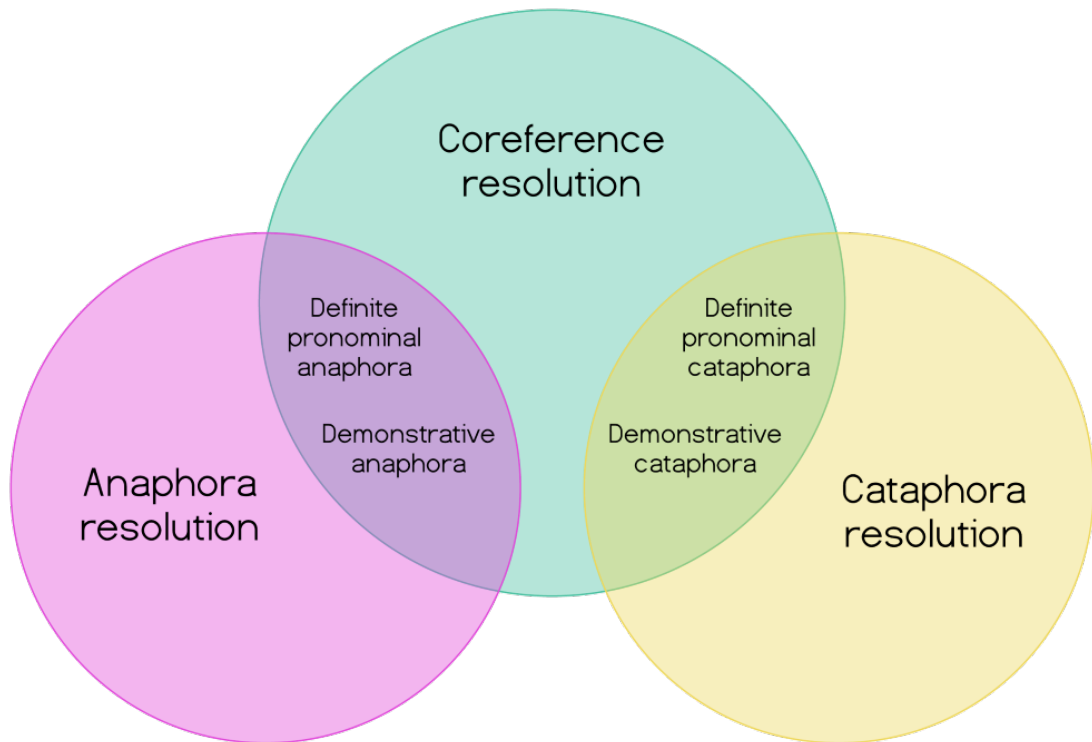 Coreference
resolution
Definite
pronominal
anaphora
Demonstrative
anaphora
Definite
pronominal
cataphora
Demonstrative
cataphora
Anaphora
resolution
Cataphora
resolution